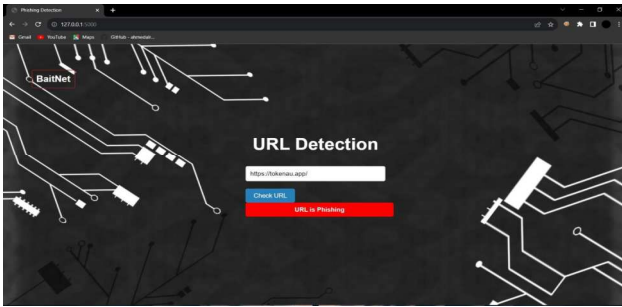 Phishing Detection
127.0.0.1:5000
Gmail YouTube Maps GitHub
BaitNet
URL Detection
https://tokenau.app/
Check URL
URL is Phishing